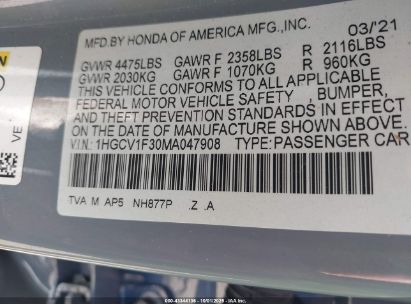 MFD.BY HONDA OF AMERICA MFG.,INC. 03/21
GVWR 4475LBS GAWR F 2358LBS R 2116LBS
GVWR 2030KG GAWR F 1070KG R 960KG
THIS VEHICLE CONFORMS TO ALL APPLICABLE
FEDERAL MOTOR VEHICLE SAFETY , BUMPER,
AND THEFT PREVENTION STANDARDS IN EFFECT
ON THE DATE OF MANUFACTURE SHOWN ABOVE.
V.I.N: 1HGCV1F30MA047908 TYPE:PASSENGER CAR
TVA M AP5 NH877P .Z .A
VE